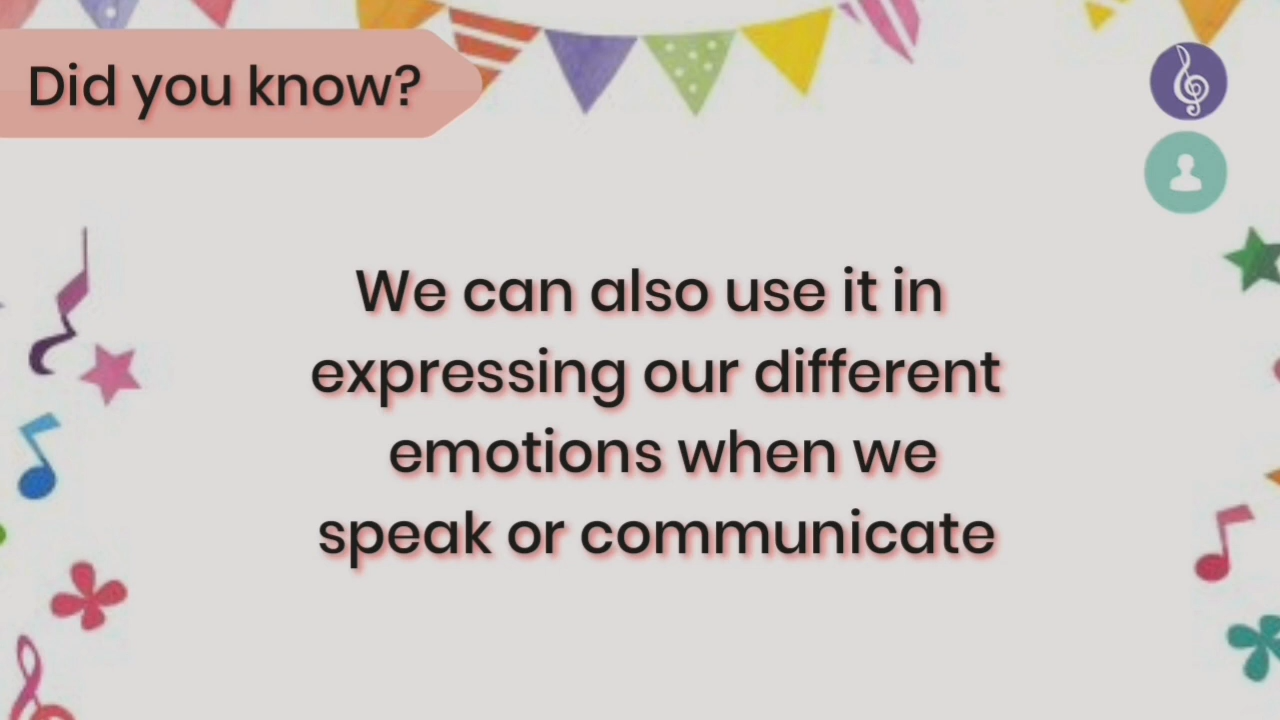 Did you know?
We can also use it in
expressing our different
emotions when we
speak or communicate